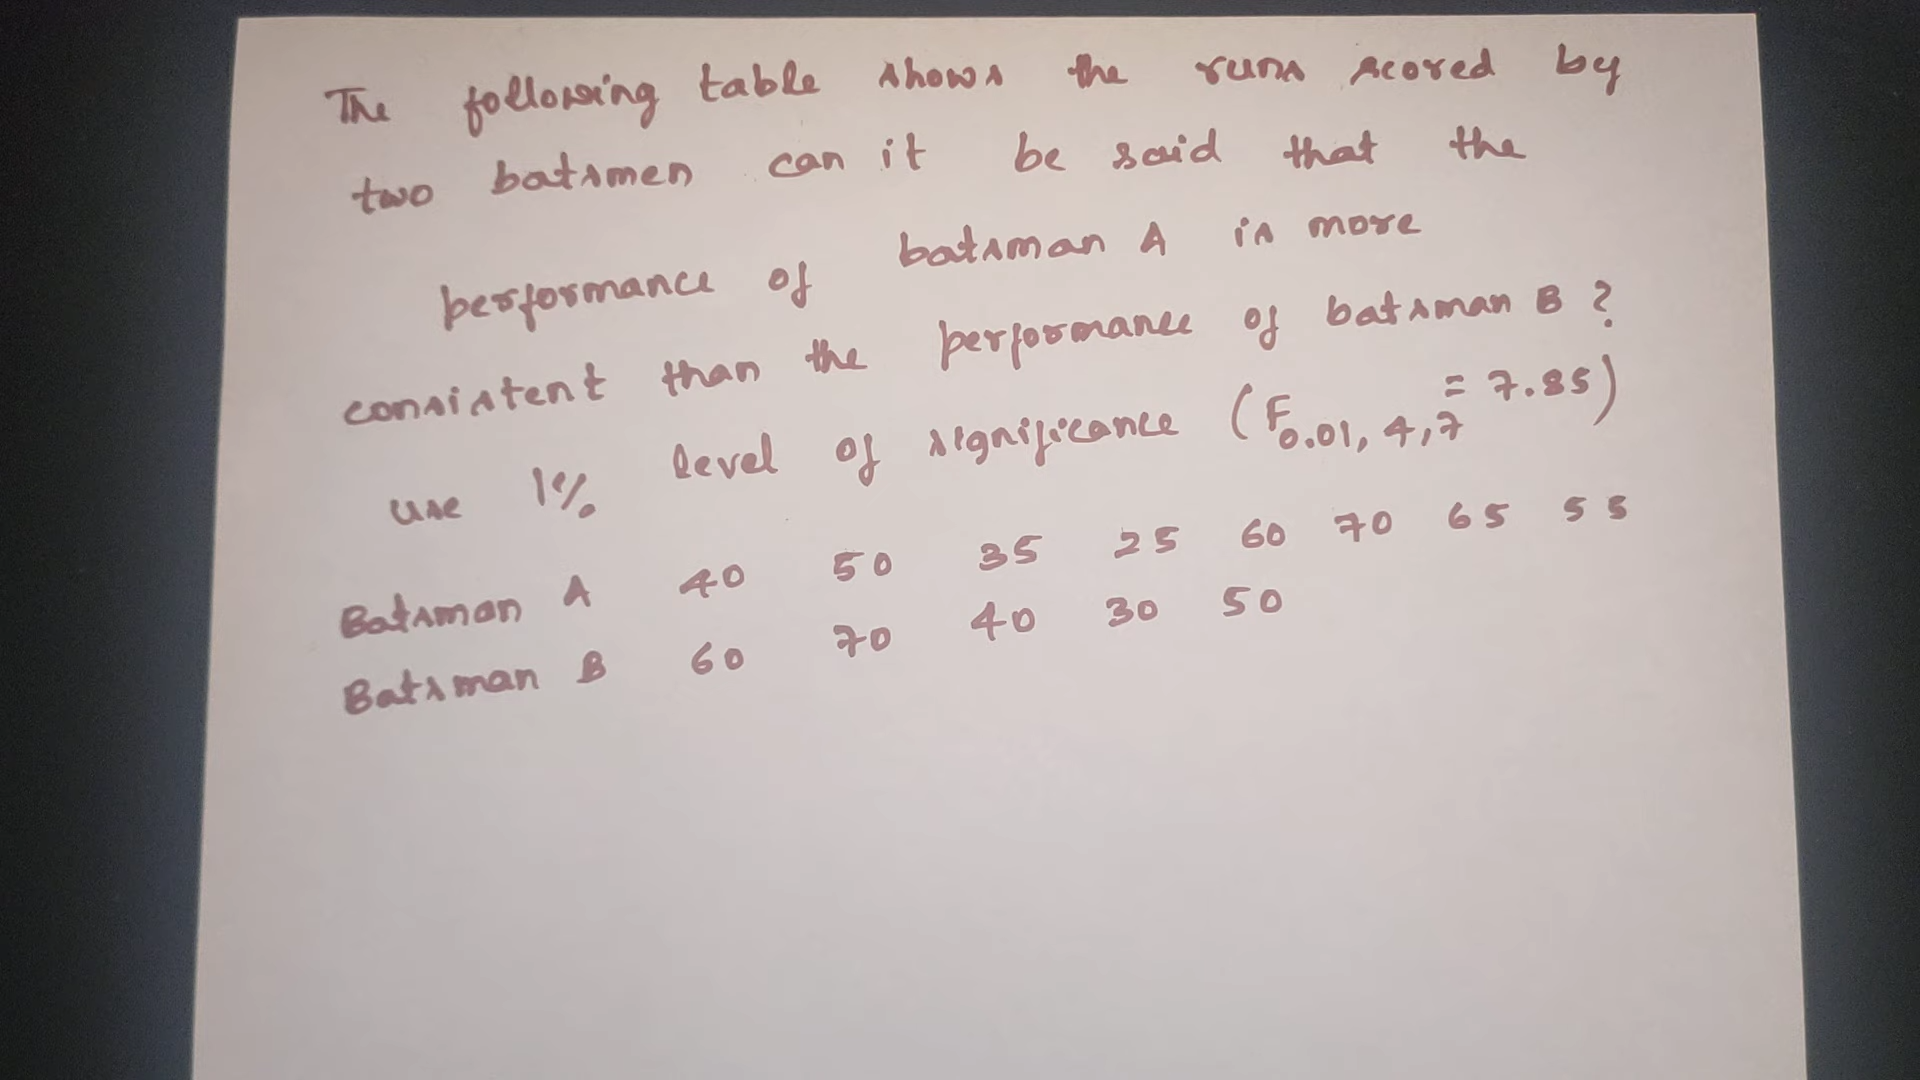 The following table shows the runs scored by
two batsmen can it be said that the
performance of batsman A is more
consistent than the performance of batsman B?
use 1% level of significance (F0.01, 4,7 = 7.85)
Batsman A 40 50 35 25 60 70 65 55
Batsman B 60 70 40 30 50